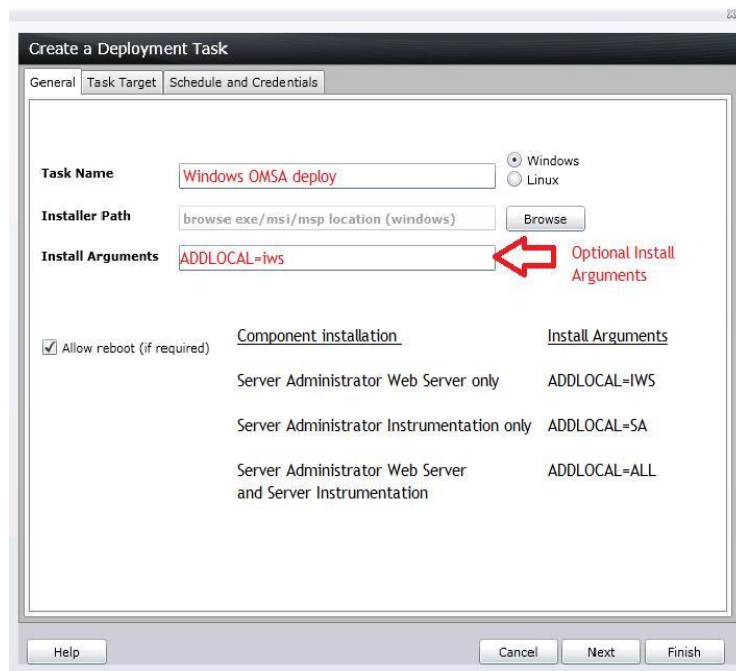 Create a Deployment Task
General Task Target Schedule and Credentials
Task Name
Windows OMSA deploy
Windows
Linux
Installer Path
browse exe/msi/msp location (windows)
Browse
Install Arguments
ADDLOCAL=iws
Optional Install
Arguments
Allow reboot (if required)
Component installation
Install Arguments
Server Administrator Web Server only
ADDLOCAL=IWS
Server Administrator Instrumentation only
ADDLOCAL=SA
Server Administrator Web Server
and Server Instrumentation
ADDLOCAL=ALL
Help
Cancel
Next
Finish